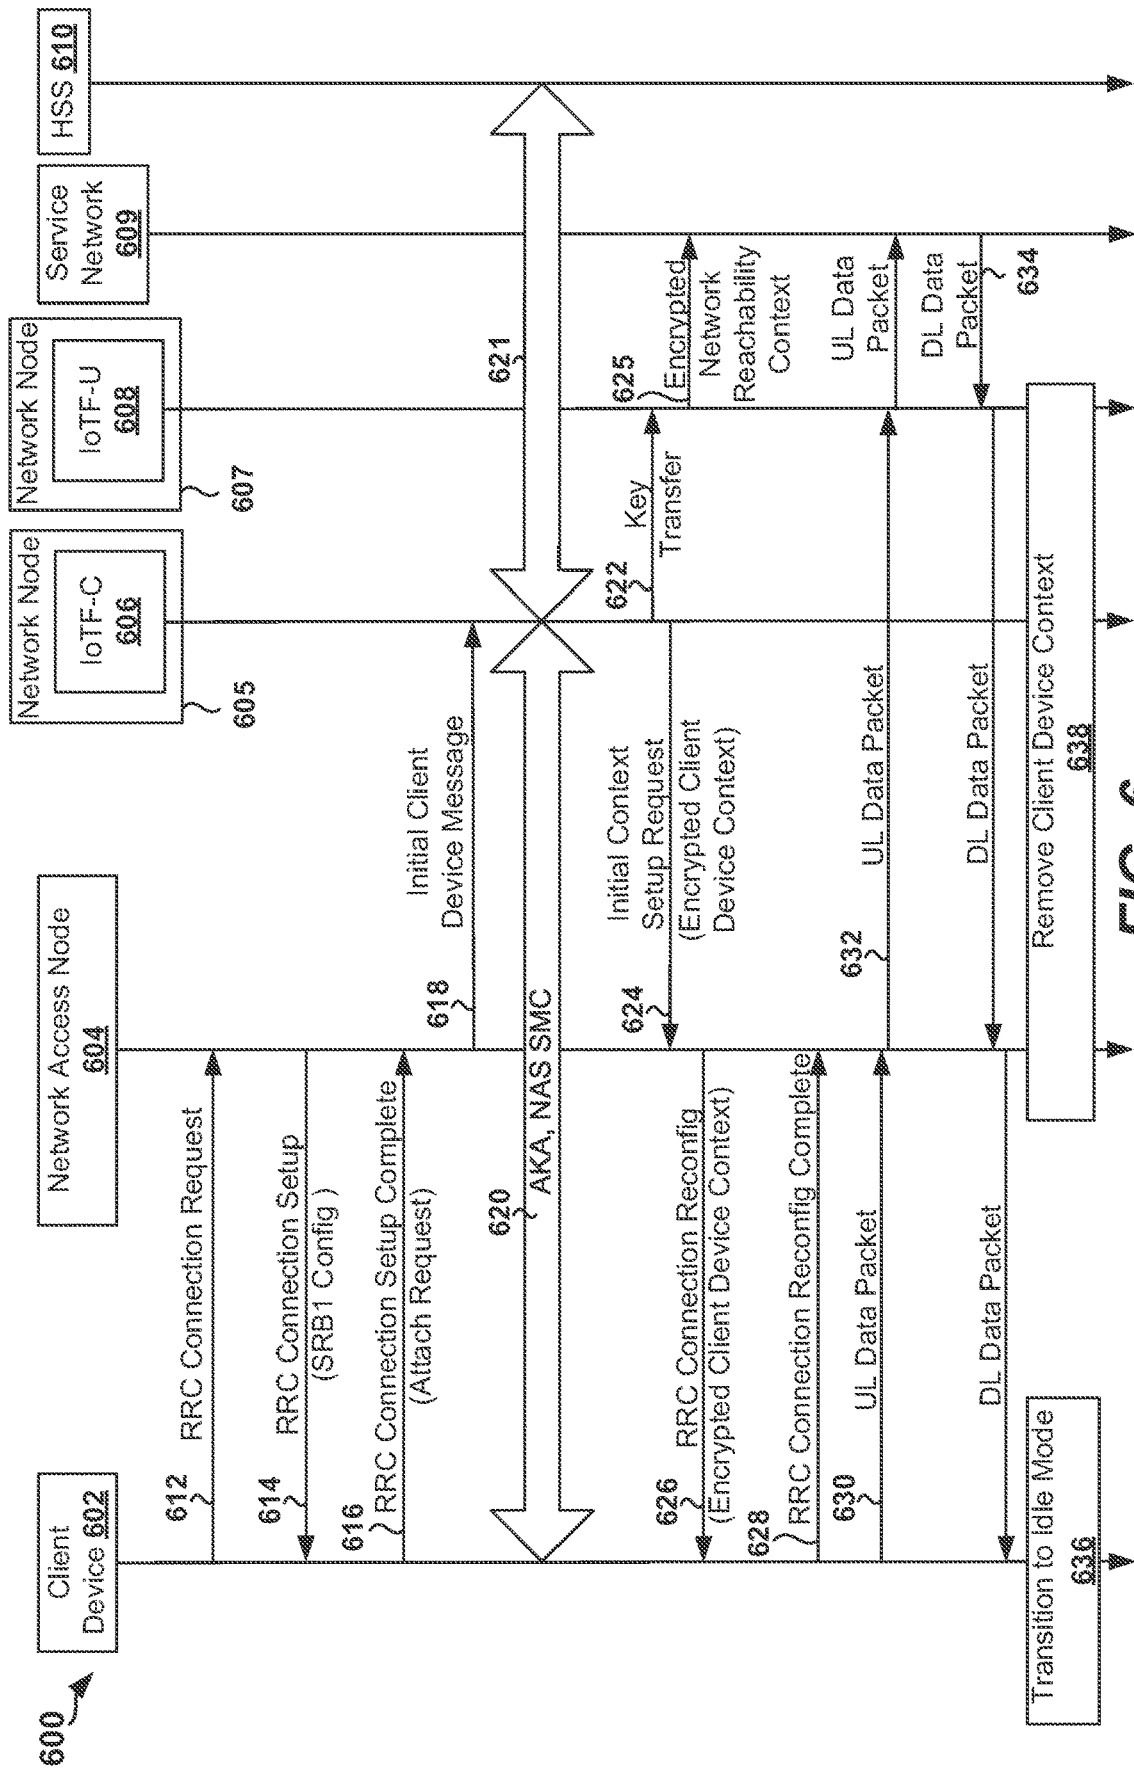 600
Client
Device 602
Network Access Node
604
Network Node
IoTF-C
606
605
Network Node
IoTF-U
608
607
Service
Network
609
HSS 610
612
RRC Connection Request
614
RRC Connection Setup
(SRB1 Config )
616
RRC Connection Setup Complete
(Attach Request)
618
Initial Client
Device Message
620
AKA, NAS SMC
621
622
Key
Transfer
624
Initial Context
Setup Request
(Encrypted Client
Device Context)
625
Encrypted
Network
Reachability
Context
626
RRC Connection Reconfig
(Encrypted Client Device Context)
628
RRC Connection Reconfig Complete
630
UL Data Packet
632
UL Data Packet
UL Data
Packet
DL Data
Packet
634
DL Data Packet
DL Data Packet
Transition to Idle Mode
636
Remove Client Device Context
638
FIG. 6